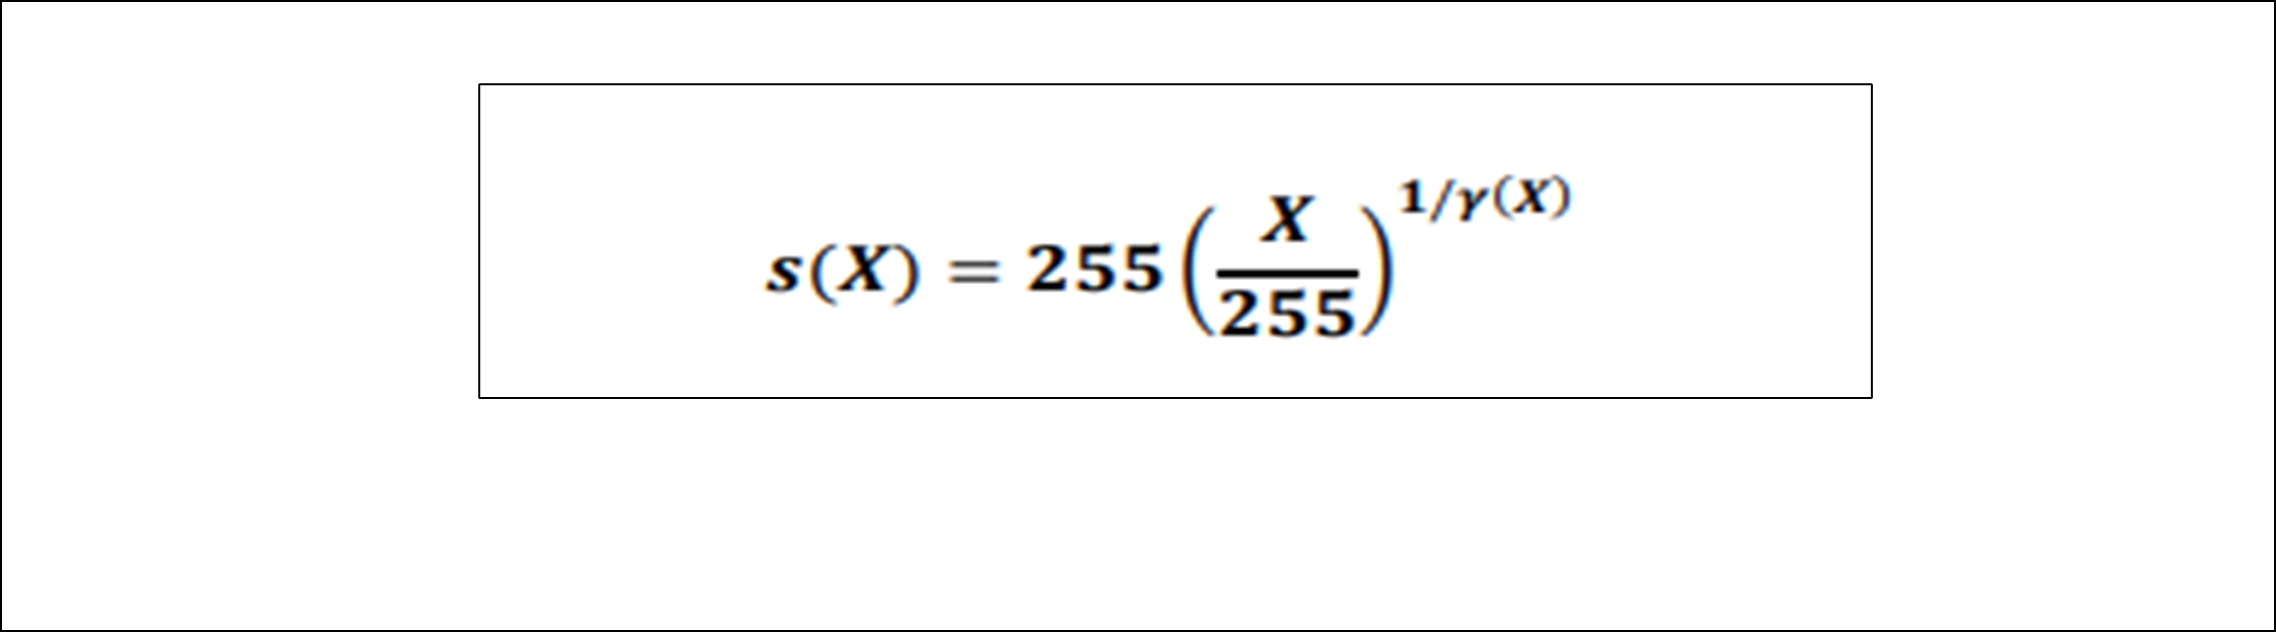 s(X) = 255 (X/255)^{1/γ(X)}